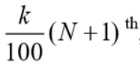 k/100 (N + 1) th